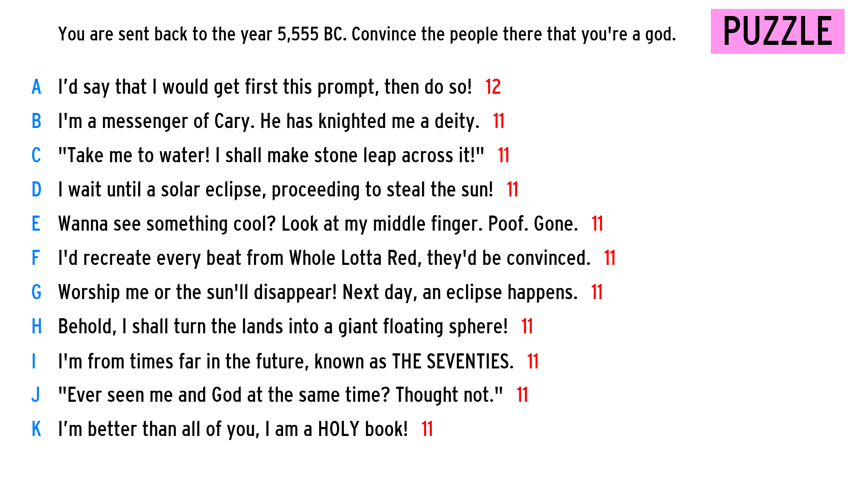 You are sent back to the year 5,555 BC. Convince the people there that you're a god.
PUZZLE
A I’d say that I would get first this prompt, then do so! 12
B I'm a messenger of Cary. He has knighted me a deity. 11
C "Take me to water! I shall make stone leap across it!" 11
D I wait until a solar eclipse, proceeding to steal the sun! 11
E Wanna see something cool? Look at my middle finger. Poof. Gone. 11
F I'd recreate every beat from Whole Lotta Red, they'd be convinced. 11
G Worship me or the sun'll disappear! Next day, an eclipse happens. 11
H Behold, I shall turn the lands into a giant floating sphere! 11
I I'm from times far in the future, known as THE SEVENTIES. 11
J "Ever seen me and God at the same time? Thought not." 11
K I’m better than all of you, I am a HOLY book! 11